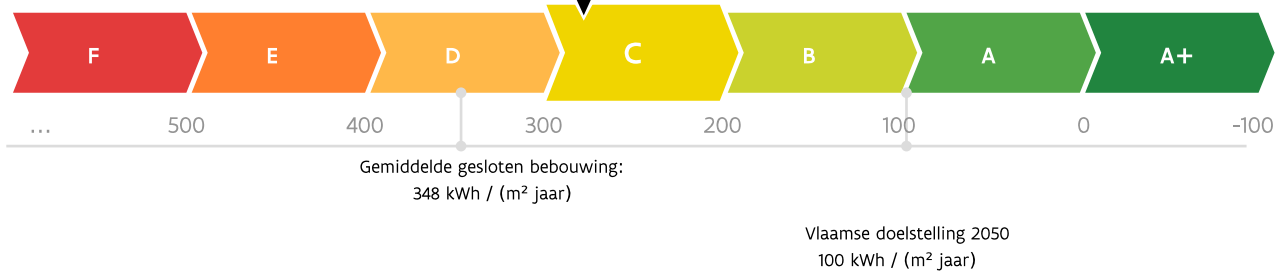 F E D C B A A+
... 500 400 300 200 100 0 -100
Gemiddelde gesloten bebouwing:
348 kWh / (m² jaar)
Vlaamse doelstelling 2050
100 kWh / (m² jaar)